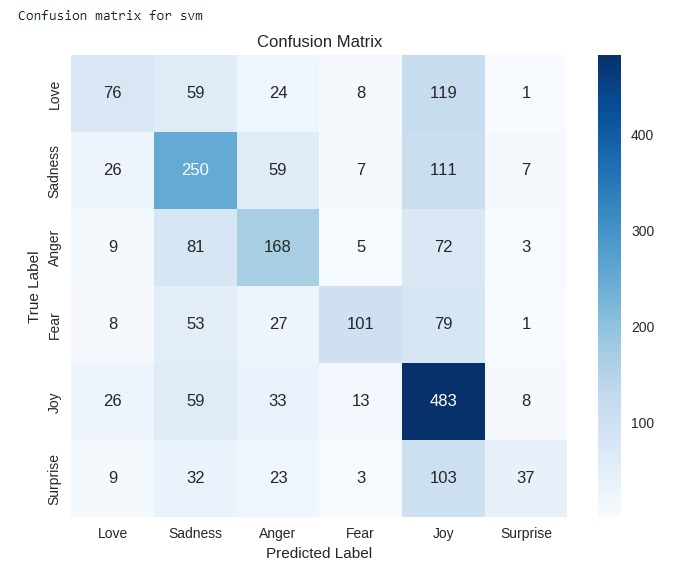 Confusion matrix for svm
Confusion Matrix
Love 76 59 24 8 119 1
Sadness 26 250 59 7 111 7
Anger 9 81 168 5 72 3
Fear 8 53 27 101 79 1
Joy 26 59 33 13 483 8
Surprise 9 32 23 3 103 37
Love Sadness Anger Fear Joy Surprise
Predicted Label
True Label
400
300
200
100